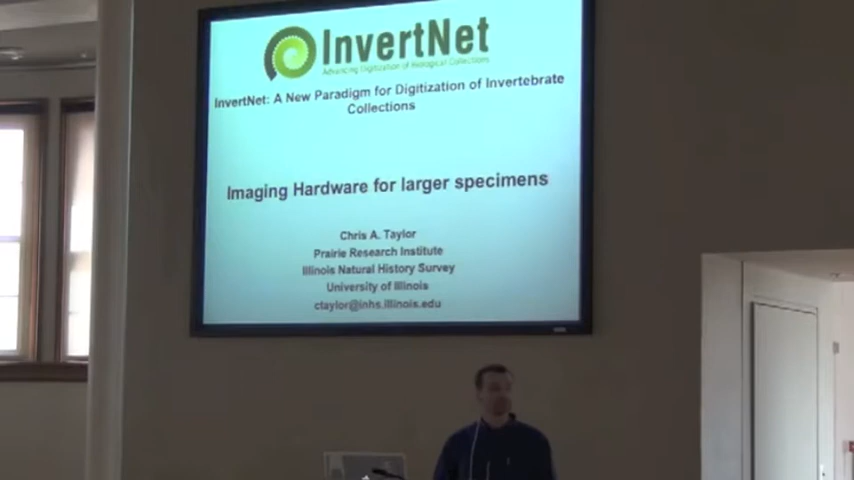 InvertNet
Advancing Digitization of Biological Collections
InvertNet: A New Paradigm for Digitization of Invertebrate
Collections
Imaging Hardware for larger specimens
Chris A. Taylor
Prairie Research Institute
Illinois Natural History Survey
University of Illinois
ctaylor@inhs.illinois.edu